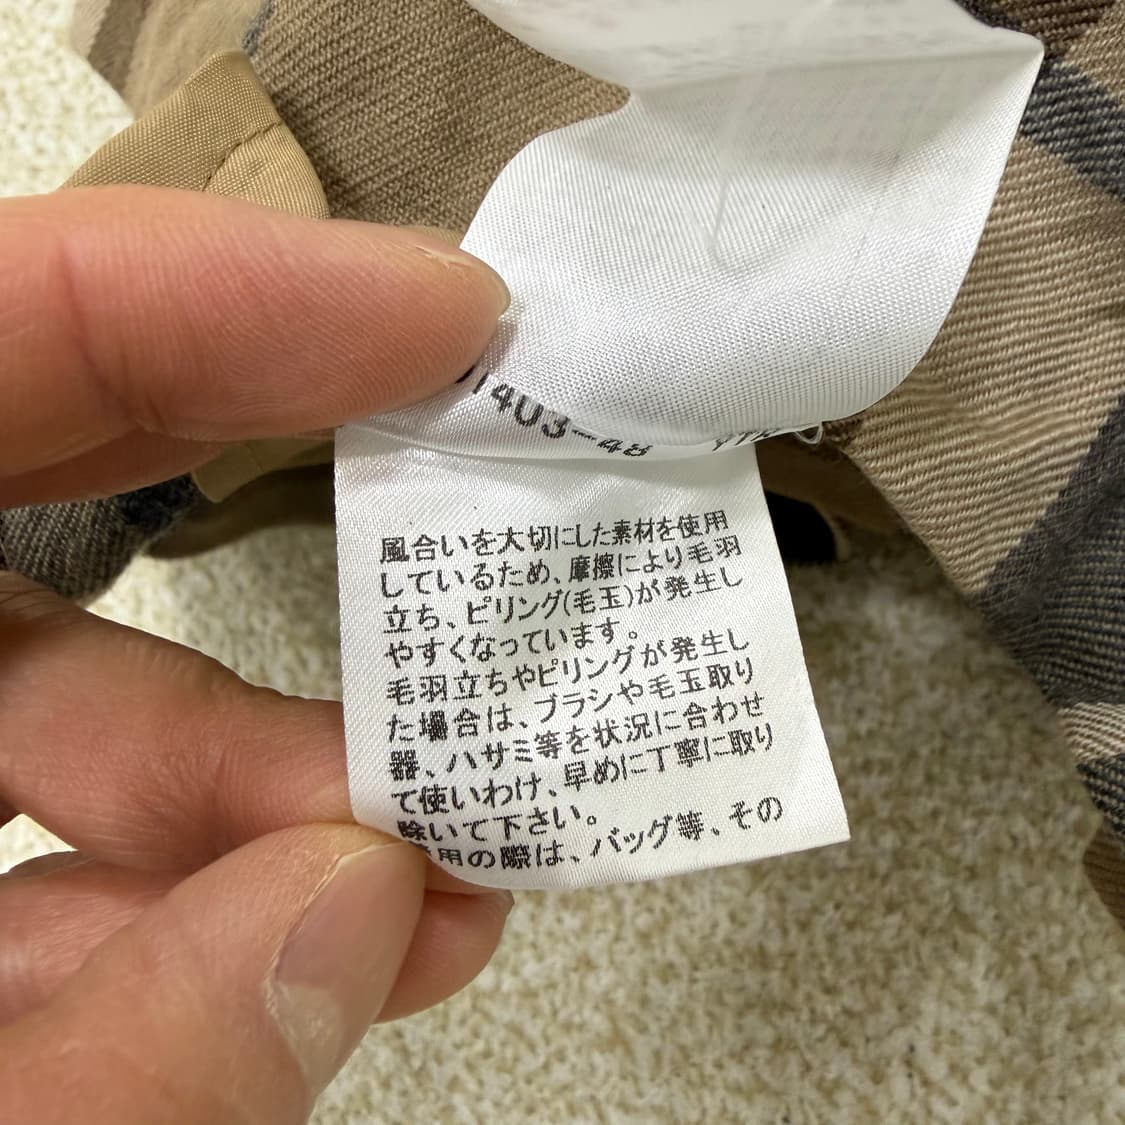 1403-48
風合いを大切にした素材を使用
しているため、摩擦により毛羽
立ち、ピリング(毛玉)が発生し
やすくなっています。
毛羽立ちやピリングが発生し
た場合は、ブラシや毛玉取り
器、ハサミ等を状況に合わせ
て使いわけ、早めに丁寧に取り
除いて下さい。
用の際は、バッグ等、その